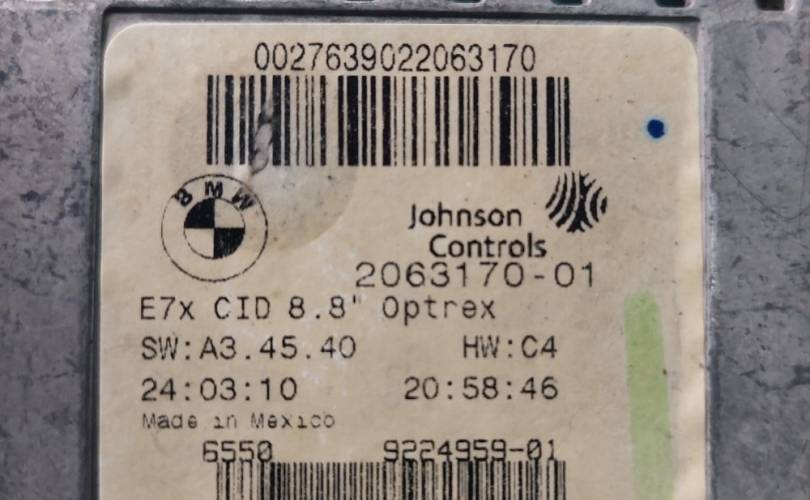 0027639022063170
BMW
Johnson
Controls
2063170-01
E7x CID 8.8" Optrex
SW:A3.45.40 HW:C4
24:03:10 20:58:46
Made in Mexico
6550 9224959-01